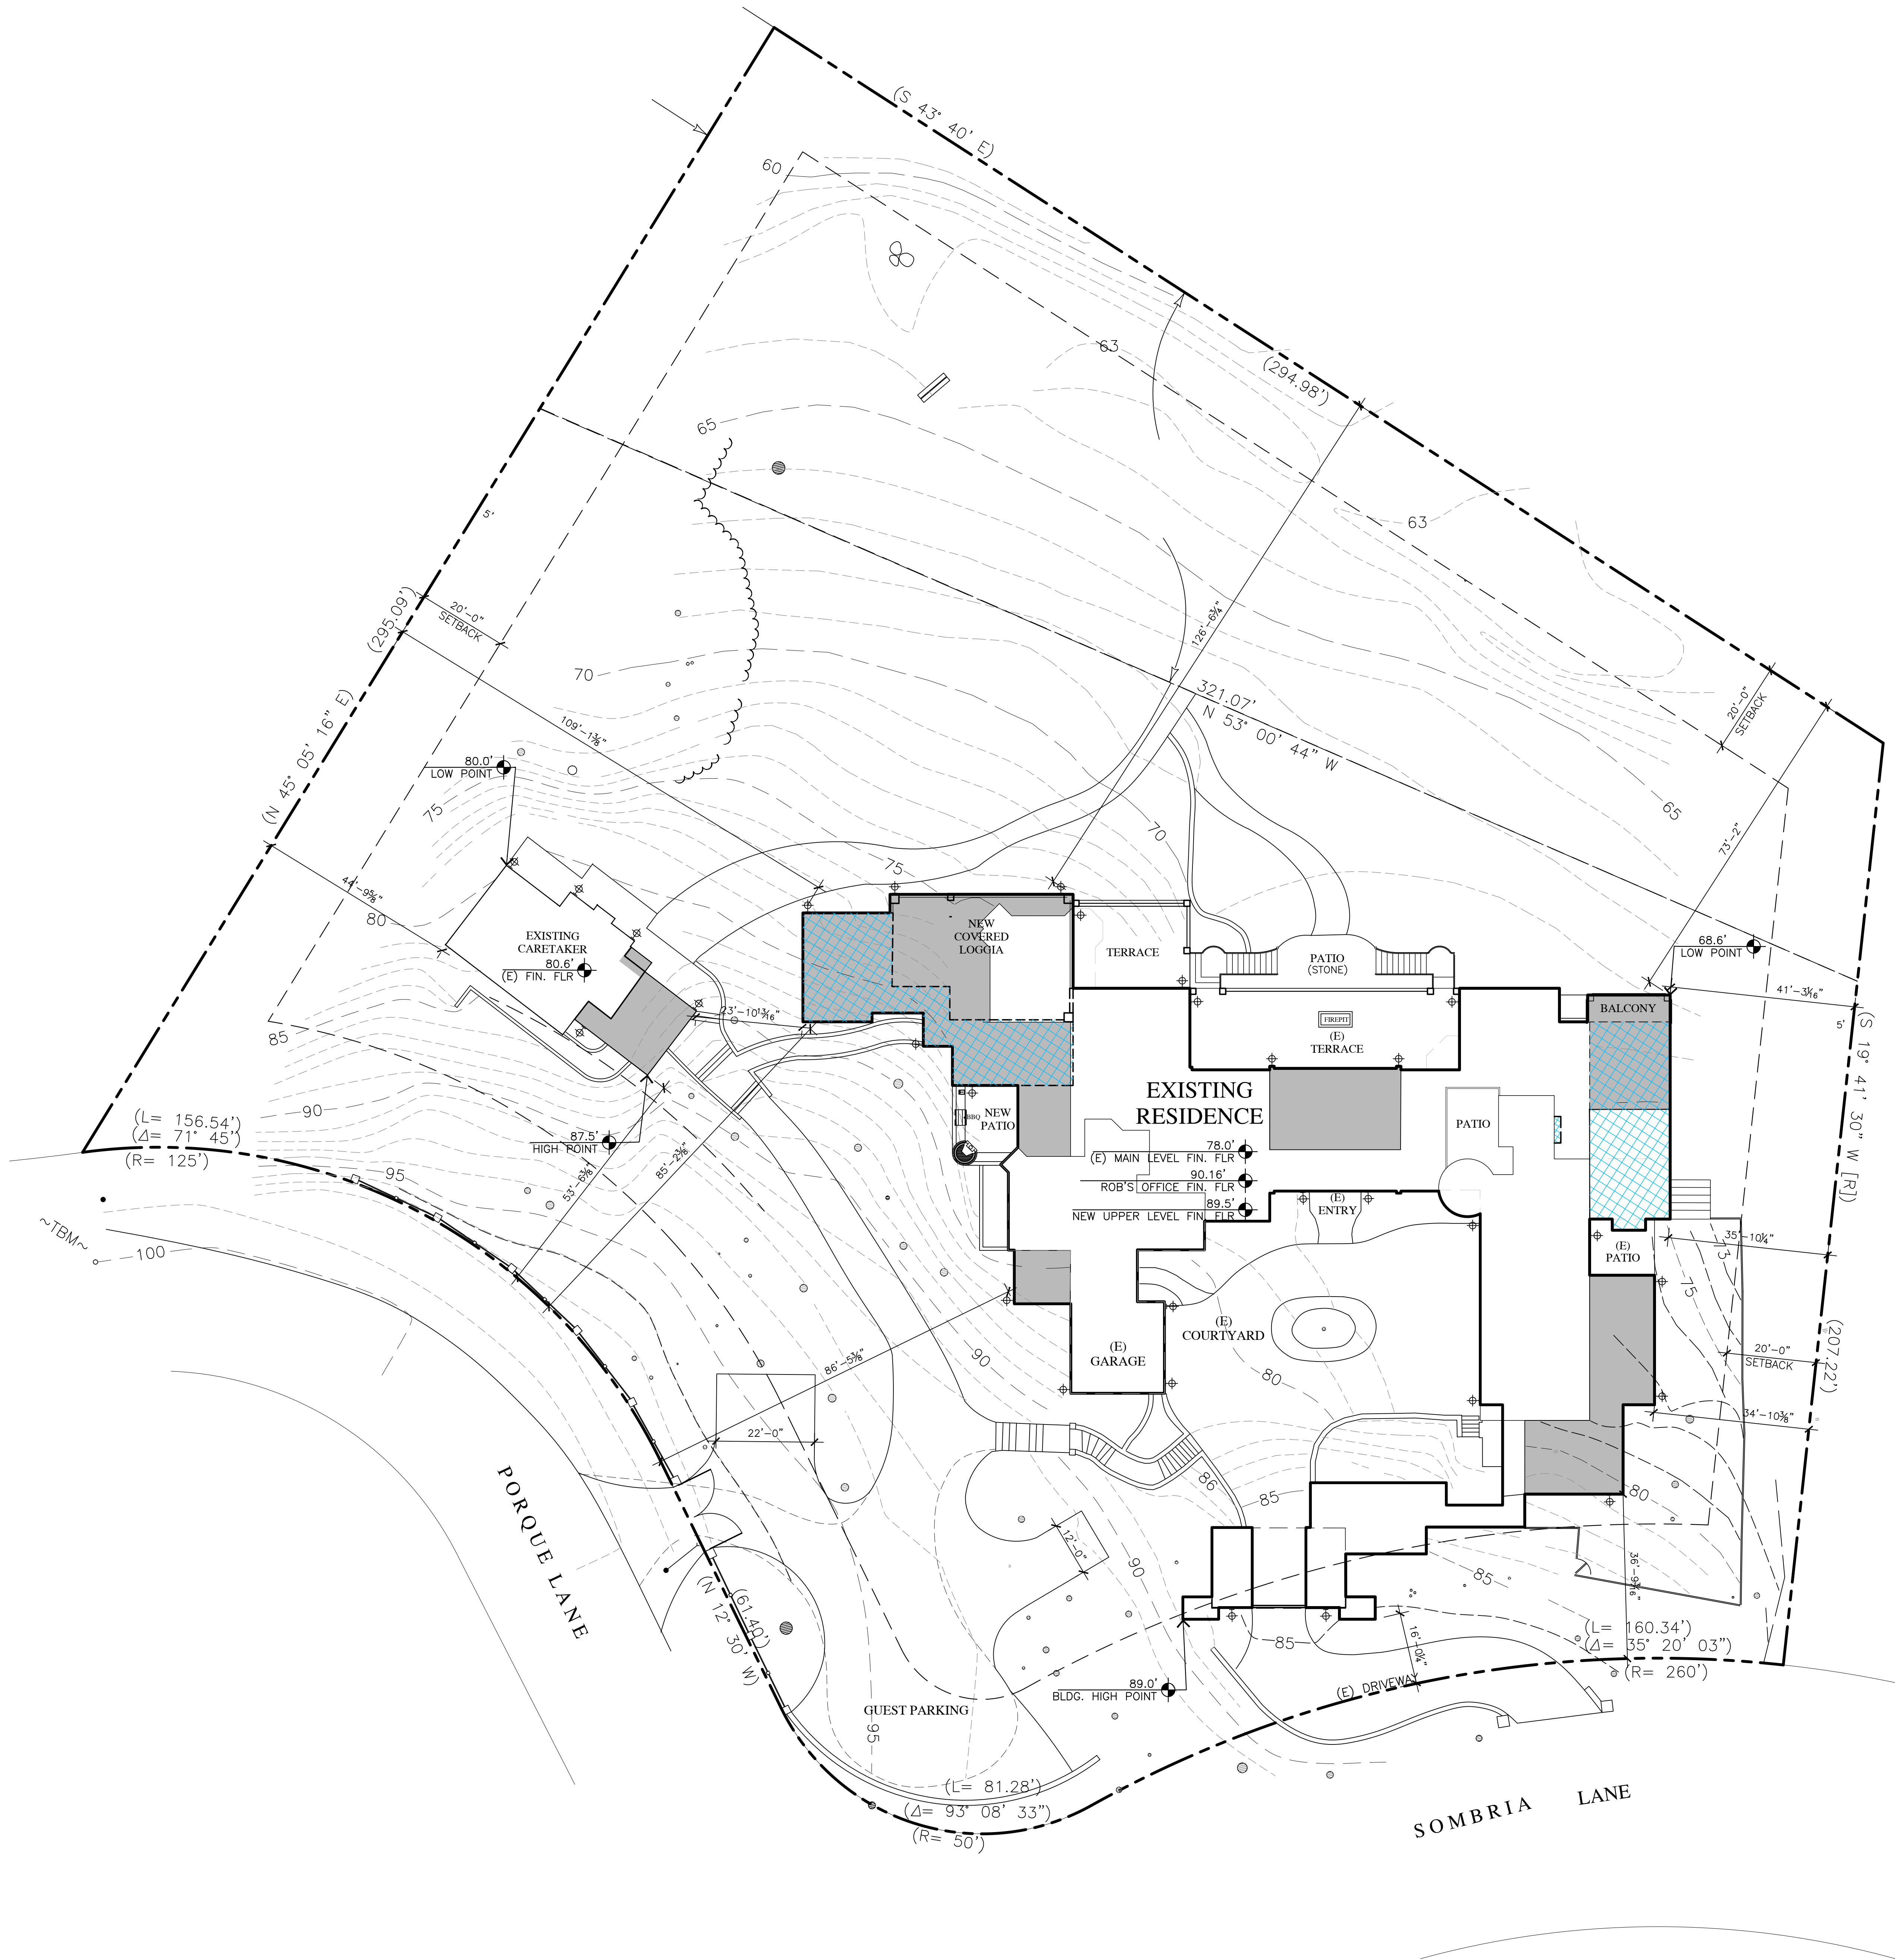 (S 43° 40' E)
60
63
(294.98')
65
63
5'
20'-0"
SETBACK
(295.09')
126'-6¾"
70
321.07'
N 53° 00' 44" W
20'-0"
SETBACK
109'-1⅜"
(N 45° 05' 16" E)
80.0'
LOW POINT
75
65
73'-2"
70
75
44'-9⅝"
80
EXISTING
CARETAKER
80.6'
(E) FIN. FLR
NEW
COVERED
LOGGIA
TERRACE
PATIO
(STONE)
68.6'
LOW POINT
41'-3³⁄₁₆"
5'
BALCONY
23'-10¹³⁄₁₆"
FIREPIT
(E)
TERRACE
(S 19° 41' 30" W [R])
85
90
EXISTING
RESIDENCE
BBQ
NEW
PATIO
PATIO
(L= 156.54')
(Δ= 71° 45')
(R= 125')
87.5'
HIGH POINT
78.0'
(E) MAIN LEVEL FIN. FLR
90.16'
ROB'S OFFICE FIN. FLR
89.5'
NEW UPPER LEVEL FIN. FLR
95
53'-6⅜"
85'-2⅜"
(E)
ENTRY
~TBM~
100
(E)
PATIO
35'-10¼"
73
75
(E)
COURTYARD
(E)
GARAGE
90
80
86'-5⅜"
20'-0"
SETBACK
(207.22')
34'-10⅜"
22'-0"
PORQUE LANE
86
85
80
12'-0"
90
85
36'-9³⁄₁₆"
(61.40')
(N 12° 30' W)
85
16'-0¼"
(L= 160.34')
(Δ= 35° 20' 03")
(R= 260')
89.0'
BLDG. HIGH POINT
(E) DRIVEWAY
GUEST PARKING
95
(L= 81.28')
(Δ= 93° 08' 33")
(R= 50')
SOMBRIA LANE